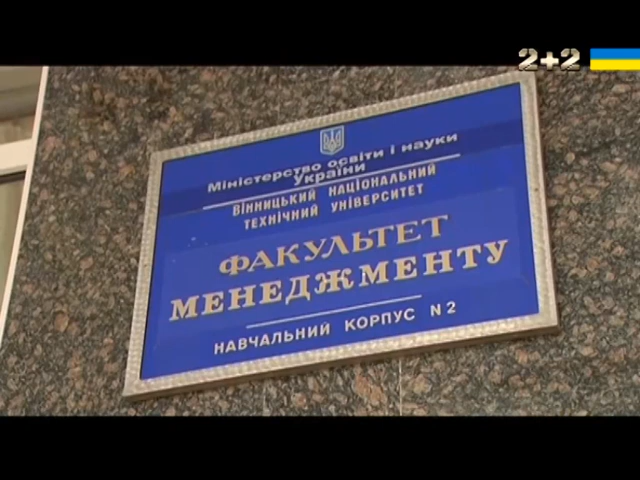 2+2
Міністерство освіти і науки
України
ВІННИЦЬКИЙ НАЦІОНАЛЬНИЙ
ТЕХНІЧНИЙ УНІВЕРСИТЕТ
ФАКУЛЬТЕТ
МЕНЕДЖМЕНТУ
НАВЧАЛЬНИЙ КОРПУС N 2